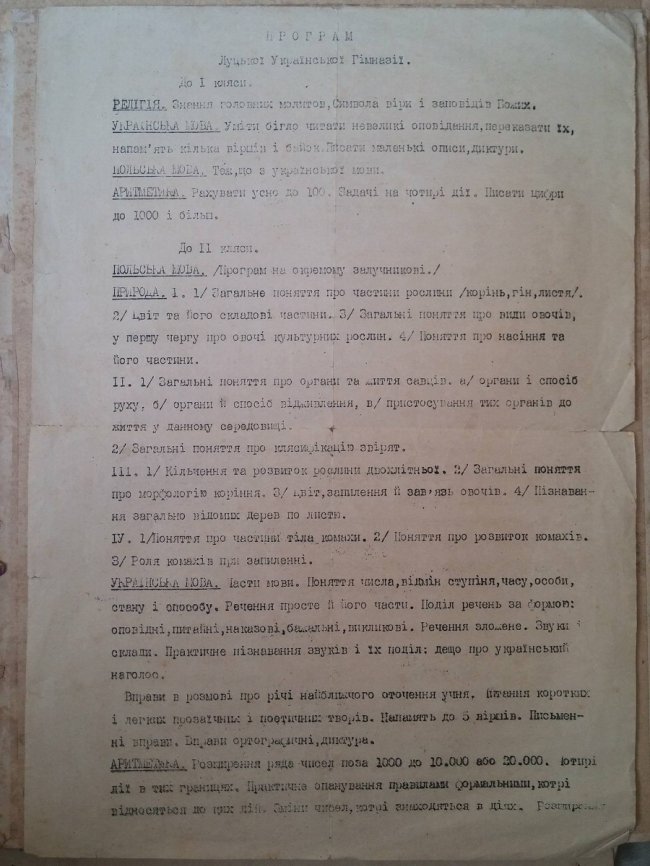 ПРОГРАМ
Луцької Української Гімназії.
До І кляси.
РЕЛІГІЯ. Знання головних молитов,Символа віри і заповідів Божих.
УКРАЇНСЬКА МОВА. Уміти бігло читати невеликі оповідання,переказати їх,
напам'ять кілька віршів і байок.Писати маленькі описи,диктури.
ПОЛЬСЬКА МОВА. Те,що з української мови.
АРИТМЕТИКА. Рахувати усно до 100. Задачі на чотирі дії. Писати цифри
до 1000 і більш.
До ІІ кляси.
ПОЛЬСЬКА МОВА. /Програм на окремому залучникові./
ПРИРОДА. 1. 1/ Загальне поняття про частини рослини /корінь,гін,листя/.
2/ Цвіт та його складові частини. 3/ Загальні поняття про види овочів,
у першу чергу про овочі культурних рослин. 4/ Поняття про насіння та
його частини.
ІІ. 1/ Загальні поняття про органи та життя савців. а/ органи і спосіб
руху, б/ органи й спосіб відживлення, в/ пристосування тих органів до
життя у данному середовищі.
2/ Загальні поняття про клясифікацію звірят.
ІІІ. 1/ Кільчення та розвиток рослини двохлітньої. 2/ Загальні поняття
про морфологію коріння. 3/ Цвіт,запілення й зав'язь овочів. 4/ Пізнаван-
ня загально відомих дерев по листю.
ІУ. 1/Поняття про частини тіла комахи. 2/ Поняття про розвиток комахів.
3/ Роля комахів при запиленні.
УКРАЇНСЬКА МОВА. Части мови. Поняття числа,відмін ступіня,часу,особи,
стану і способу. Речення просте й його части. Поділ речень за формою:
оповідні,питайні,наказові,бажальні,викликові. Речення зложене. Звуки і
склади. Практичне пізнавання звуків і їх поділ: дещо про український
наголос.
Вправи в розмові про річі найближчого оточення учня. Читання коротких
і легких прозаїчних і поетичних творів. Напамять до 5 віршів. Письмен-
ні вправи. Вправи ортографічні,диктура.
АРИТМЕТИКА. Розширення ряда чисел поза 1000 до 10.000 або 20.000. Чотирі
дії в тих границях. Практичне опанування правилами формальними,котрі
відносяться до цих дій. Зміни чисел,котрі знаходяться в діях.